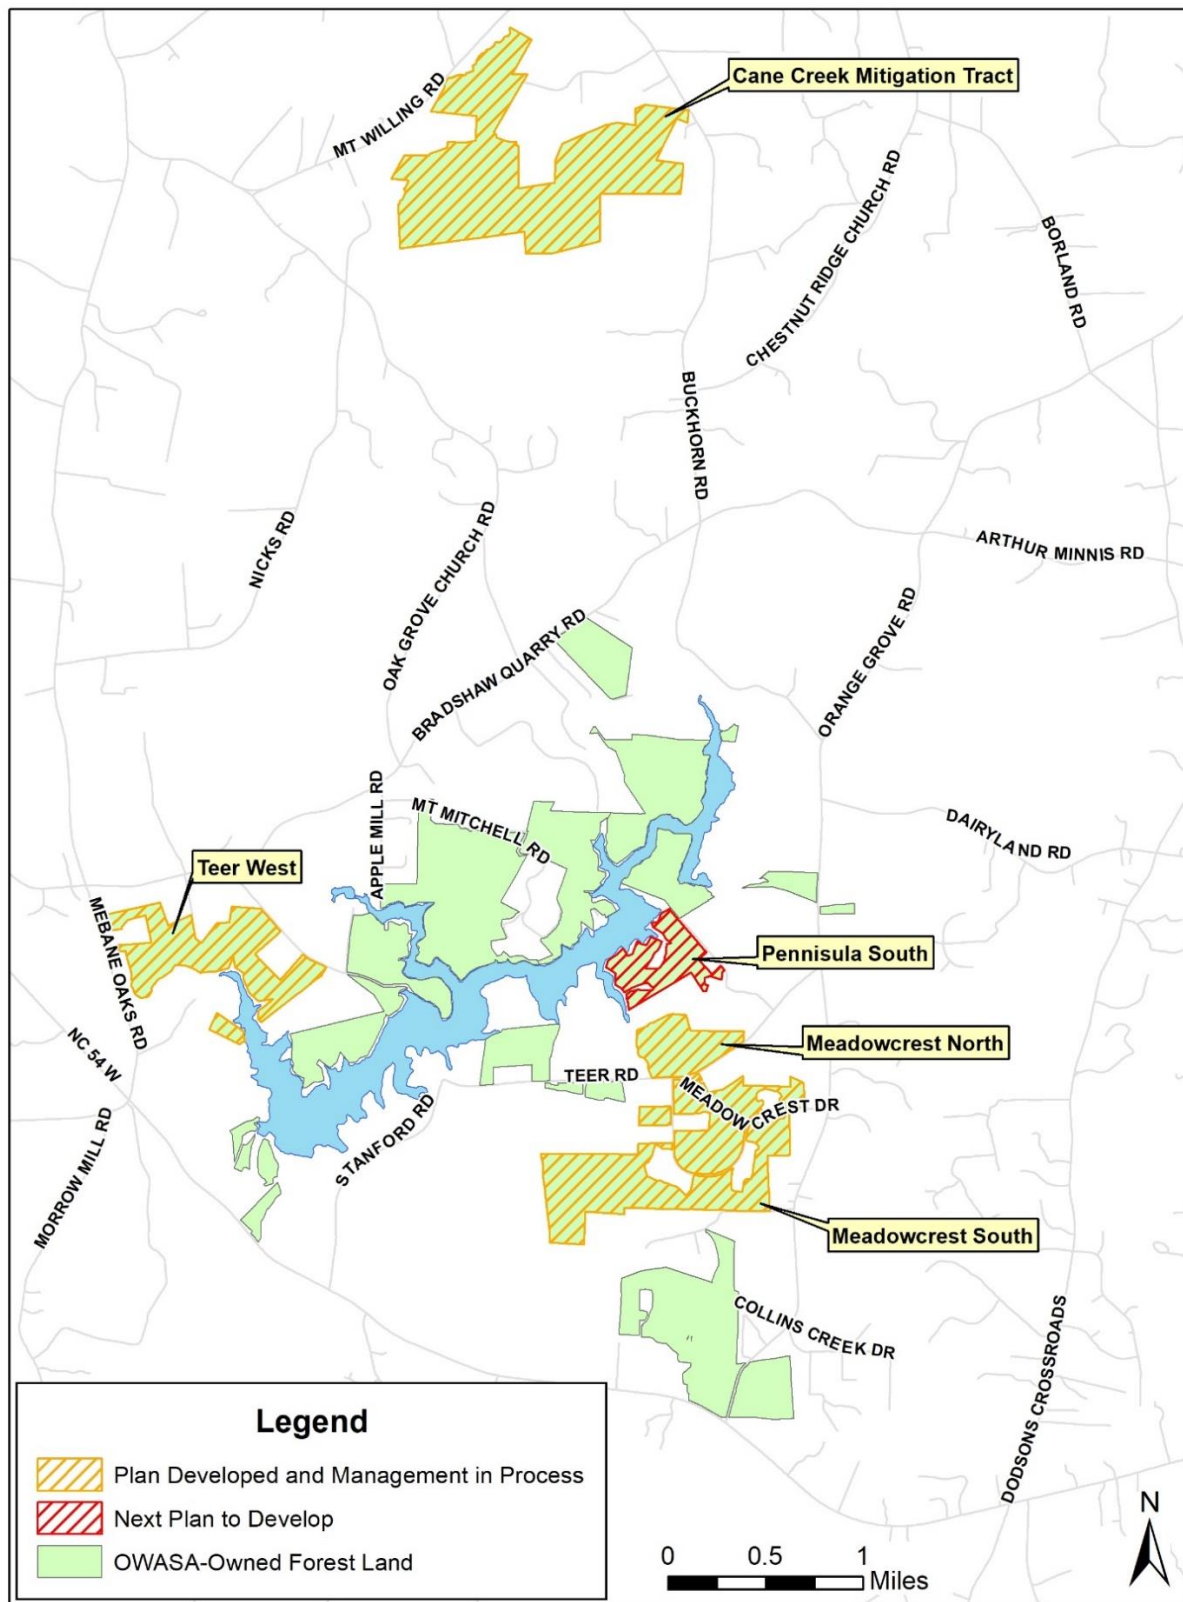 Cane Creek Mitigation Tract
MT WILLING RD
CHESTNUT RIDGE CHURCH RD
BORLAND RD
BUCKHORN RD
NICKS RD
OAK GROVE CHURCH RD
ARTHUR MINNIS RD
BRADSHAW QUARRY RD
ORANGE GROVE RD
APPLE MILL RD
MT MITCHELL RD
DAIRYLAND RD
Teer West
MEBANE OAKS RD
Pennisula South
NC 54 W
Meadowcrest North
TEER RD
MEADOW CREST DR
STANFORD RD
MORROW MILL RD
Meadowcrest South
COLLINS CREEK DR
DODSONS CROSSROADS
Legend
Plan Developed and Management in Process
Next Plan to Develop
OWASA-Owned Forest Land
0 0.5 1
Miles
N